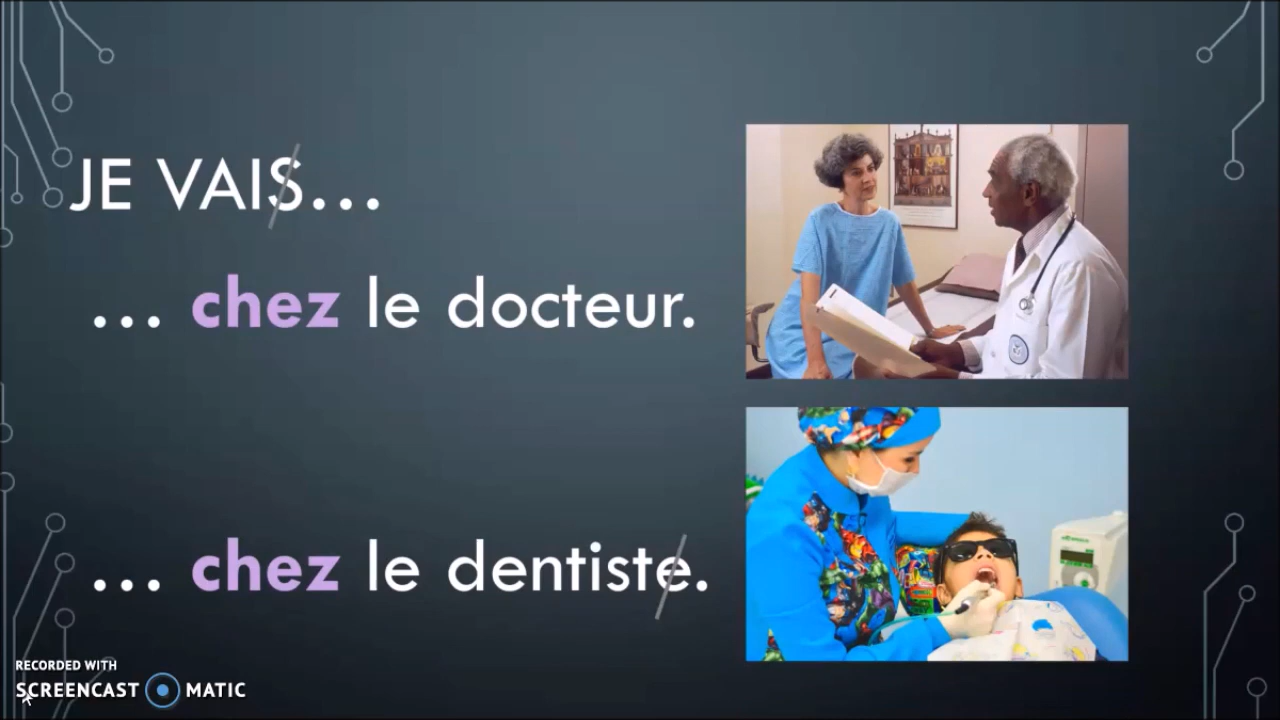 JE VAIS...
... chez le docteur.
... chez le dentiste.
RECORDED WITH
SCREENCAST MATIC